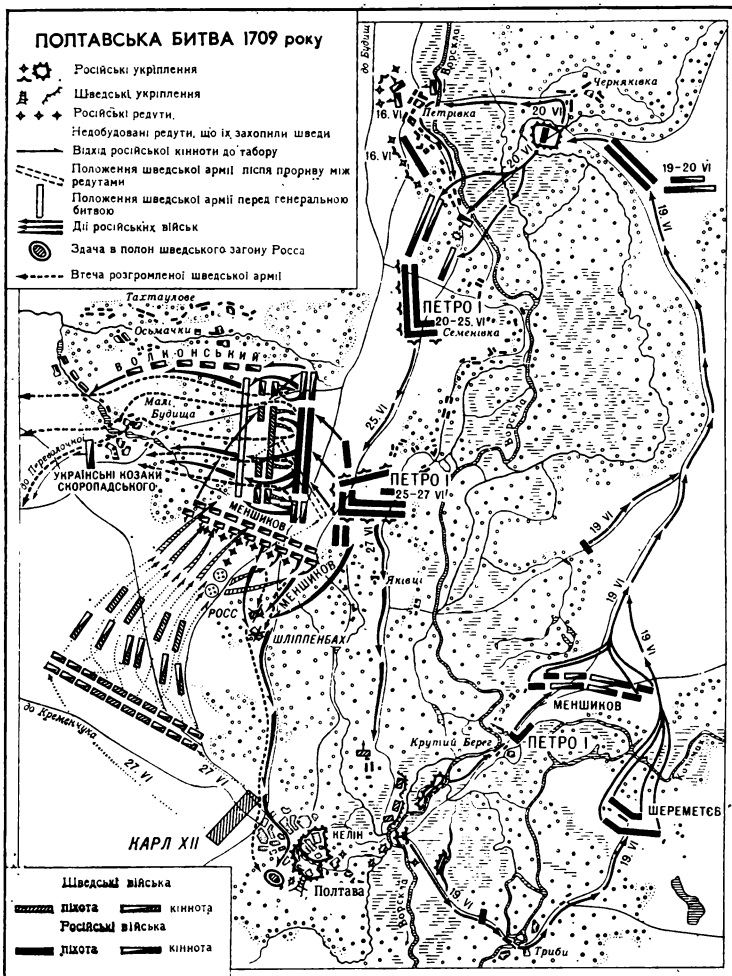 ПОЛТАВСЬКА БИТВА 1709 року
Російські укріплення
Шведські укріплення
Російські редути,
Недобудовані редути, що їх захопили шведи
Відхід російської кінноти до табору
Положення шведської армії після прориву між
редутами
Положення шведської армії перед генеральною
битвою
Дії російських військ
Здача в полон шведського загону Росса
Втеча розгромленої шведської армії
до Будищ
Ворскла
Черняківка
20 VI
16. VI
Петрівка
16. VI
20 VI
19-20 VI
19. VI
ПЕТРО I
20-25. VI
Семенівка
Тахтаулове
Осьмачки
ВОЛКОНСЬКИЙ
Малі
Будища
25. VI
Ворскла
до Переволочної
УКРАЇНСЬКІ КОЗАКИ
СКОРОПАДСЬКОГО
ПЕТРО I
25-27 VI
МЕНШИКОВ
27 VI
19 VI
МЕНШИКОВ
Яківці
РОСС
ШЛІППЕНБАХ
19 VI
19 VI
МЕНШИКОВ
до Кременчука
27. VI
27 VI
Крутий Берег
ПЕТРО I
ШЕРЕМЕТЄВ
КАРЛ XII
КЕЛІН
Полтава
19. VI
19 VI
Ворскла
Триби
Шведські війська
піхота
кіннота
Російські війська
піхота
кіннота